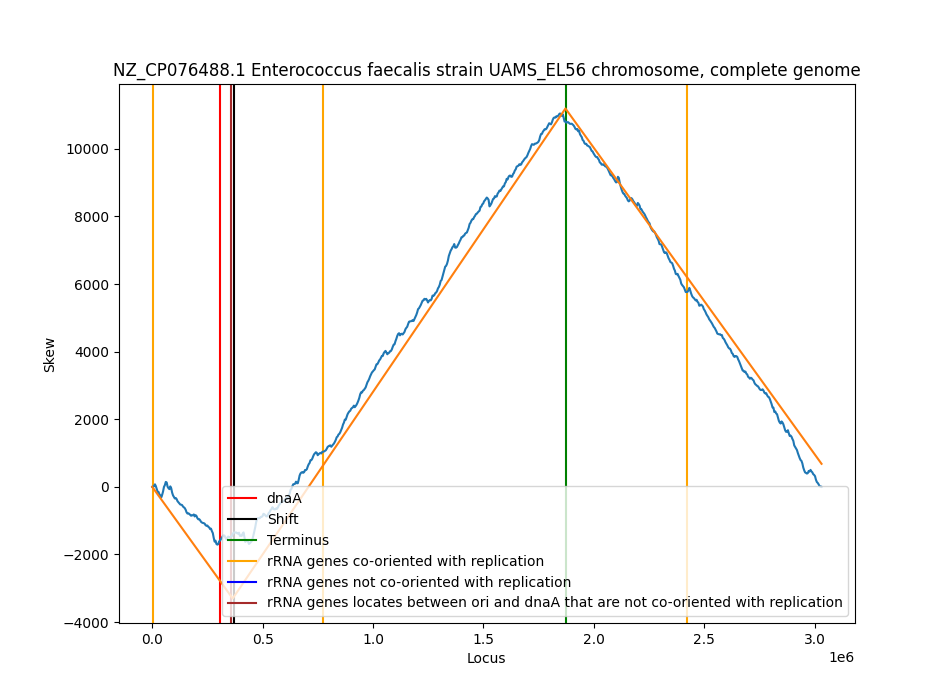 NZ_CP076488.1 Enterococcus faecalis strain UAMS_EL56 chromosome, complete genome
10000
8000
6000
4000
2000
0
−2000
−4000
Skew
dnaA
Shift
Terminus
rRNA genes co-oriented with replication
rRNA genes not co-oriented with replication
rRNA genes locates between ori and dnaA that are not co-oriented with replication
0.0 0.5 1.0 1.5 2.0 2.5 3.0
Locus
1e6